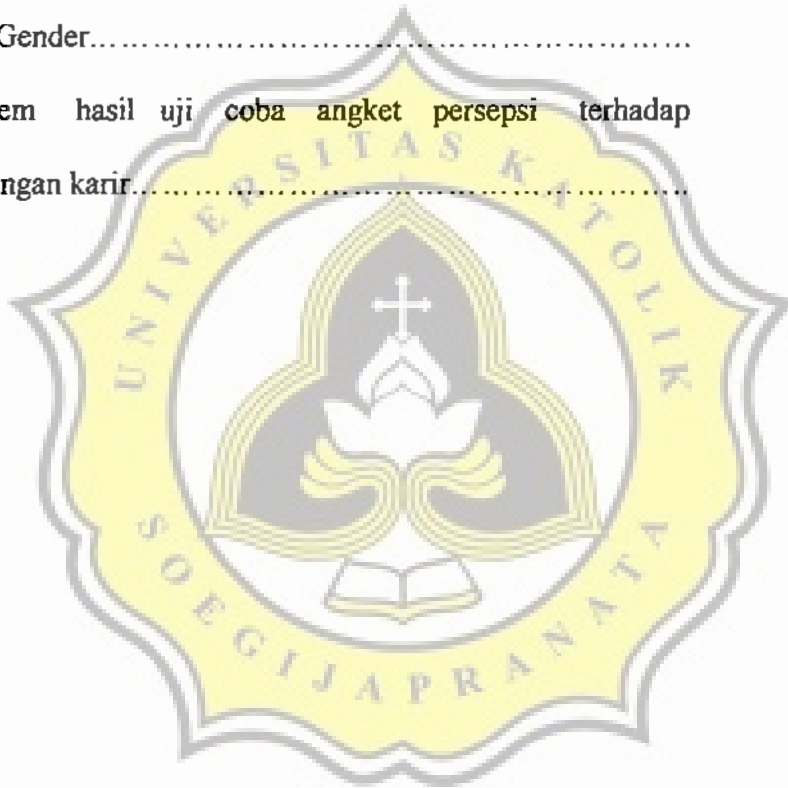 Gender..........................................................
em hasil uji coba angket persepsi terhadap
ngan karir......................................................
UNIVERSITAS KATOLIK
SOEGIJAPRANATA